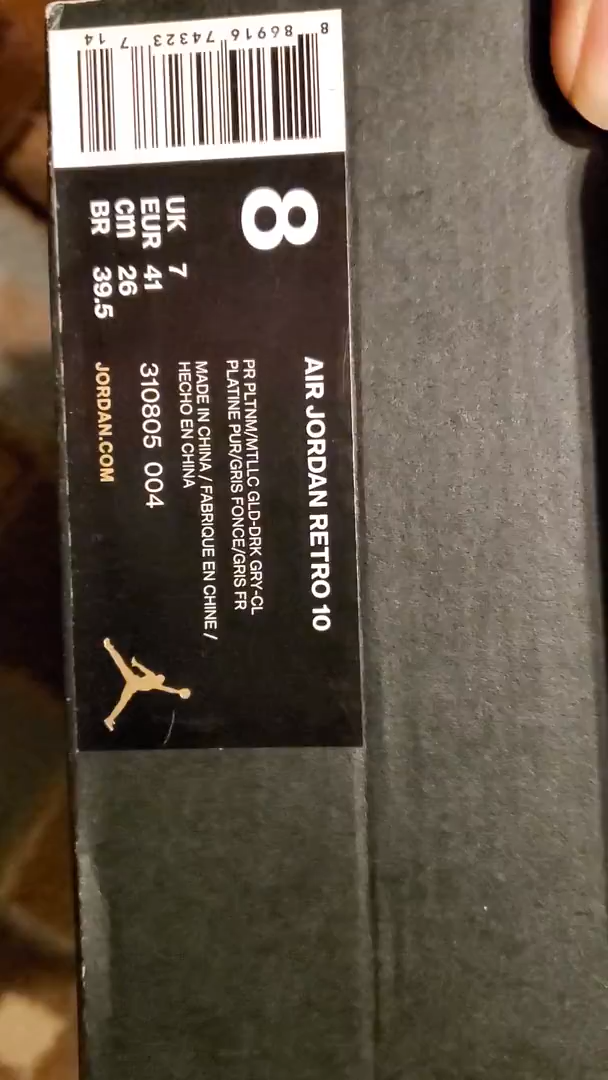 8 86916 74323 7 14
8
UK 7
EUR 41
cm 26
BR 39.5
AIR JORDAN RETRO 10
PR PLTNM/MTLLC GLD-DRK GRY-CL
PLATINE PUR/GRIS FONCE/GRIS FR
MADE IN CHINA / FABRIQUE EN CHINE /
HECHO EN CHINA
310805 004
JORDAN.COM